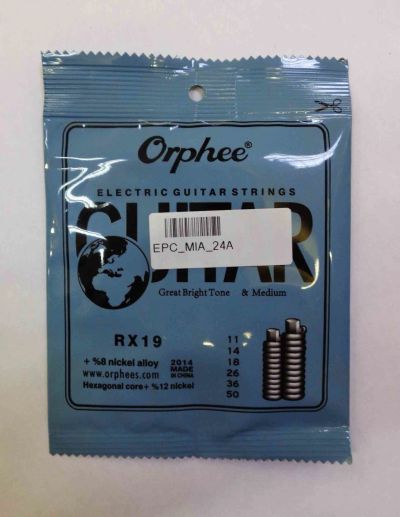 Orphee®
ELECTRIC GUITAR STRINGS
GUITAR
EPC_MIA_24A
Great Bright Tone & Medium
RX19
+ %8 nickel alloy
www.orphees.com
Hexagonal core+ %12 nickel
2014
MADE
IN CHINA
11
14
18
26
36
50